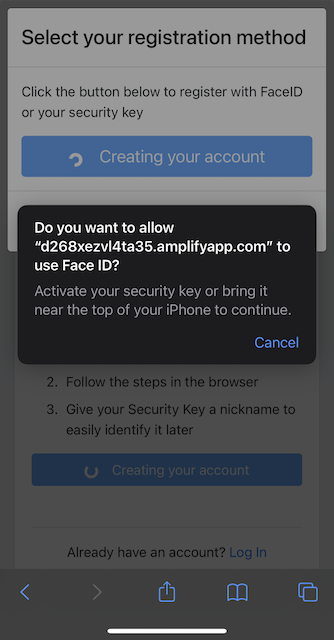 Select your registration method
Click the button below to register with FaceID
or your security key
Creating your account
Do you want to allow
“d268xezvl4ta35.amplifyapp.com” to
use Face ID?
Activate your security key or bring it
near the top of your iPhone to continue.
Cancel
2. Follow the steps in the browser
3. Give your Security Key a nickname to
easily identify it later
Creating your account
Already have an account? Log In